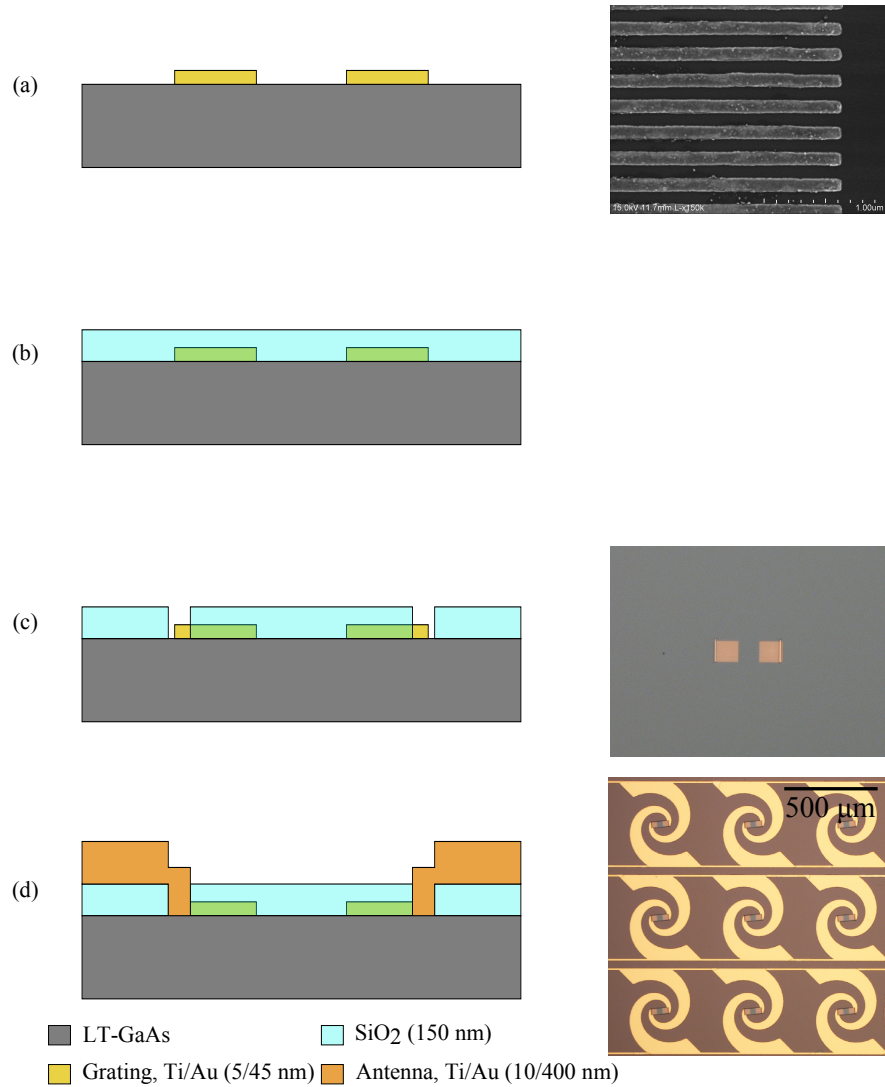 (a)
15.0kV 11.7mm L-x150k 1.00um
(b)
(c)
(d)
500 μm
LT-GaAs
SiO2 (150 nm)
Grating, Ti/Au (5/45 nm)
Antenna, Ti/Au (10/400 nm)